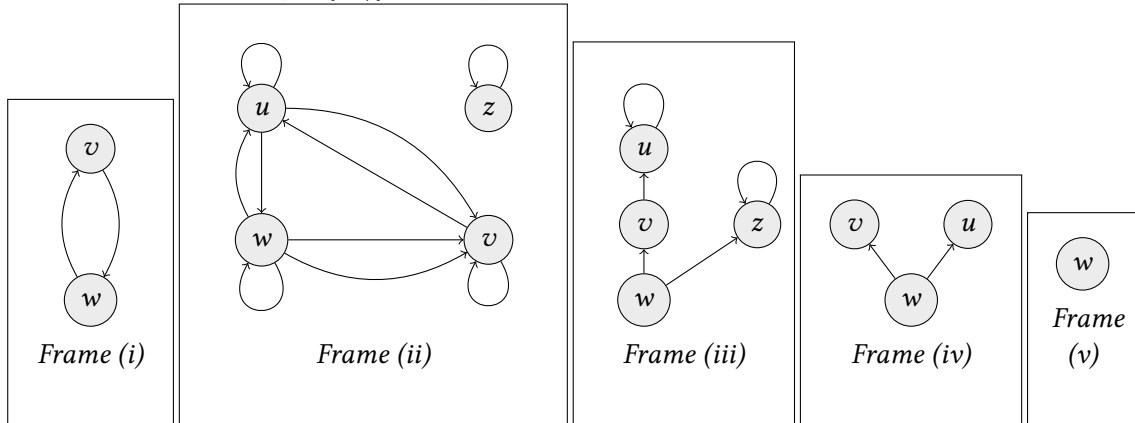 v
w
Frame (i)
u
z
w
v
Frame (ii)
u
v
z
w
Frame (iii)
v
u
w
Frame (iv)
w
Frame
(v)